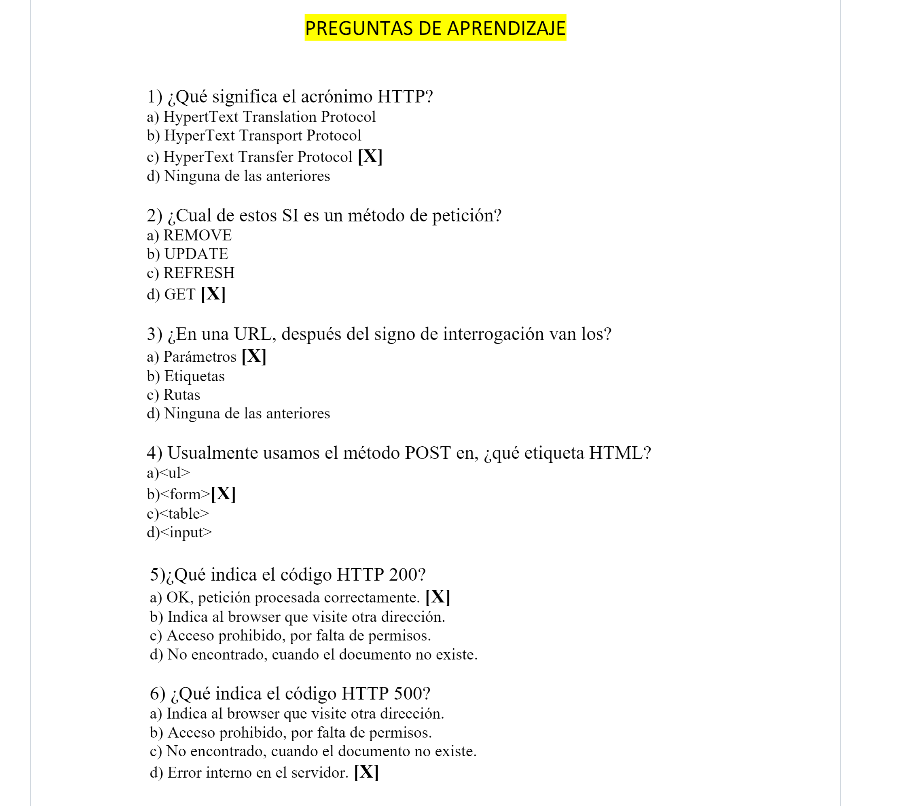 PREGUNTAS DE APRENDIZAJE
1) ¿Qué significa el acrónimo HTTP?
a) HypertText Translation Protocol
b) HyperText Transport Protocol
c) HyperText Transfer Protocol [X]
d) Ninguna de las anteriores
2) ¿Cual de estos SI es un método de petición?
a) REMOVE
b) UPDATE
c) REFRESH
d) GET [X]
3) ¿En una URL, después del signo de interrogación van los?
a) Parámetros [X]
b) Etiquetas
c) Rutas
d) Ninguna de las anteriores
4) Usualmente usamos el método POST en, ¿qué etiqueta HTML?
a)<ul>
b)<form>[X]
c)<table>
d)<input>
5)¿Qué indica el código HTTP 200?
a) OK, petición procesada correctamente. [X]
b) Indica al browser que visite otra dirección.
c) Acceso prohibido, por falta de permisos.
d) No encontrado, cuando el documento no existe.
6) ¿Qué indica el código HTTP 500?
a) Indica al browser que visite otra dirección.
b) Acceso prohibido, por falta de permisos.
c) No encontrado, cuando el documento no existe.
d) Error interno en el servidor. [X]